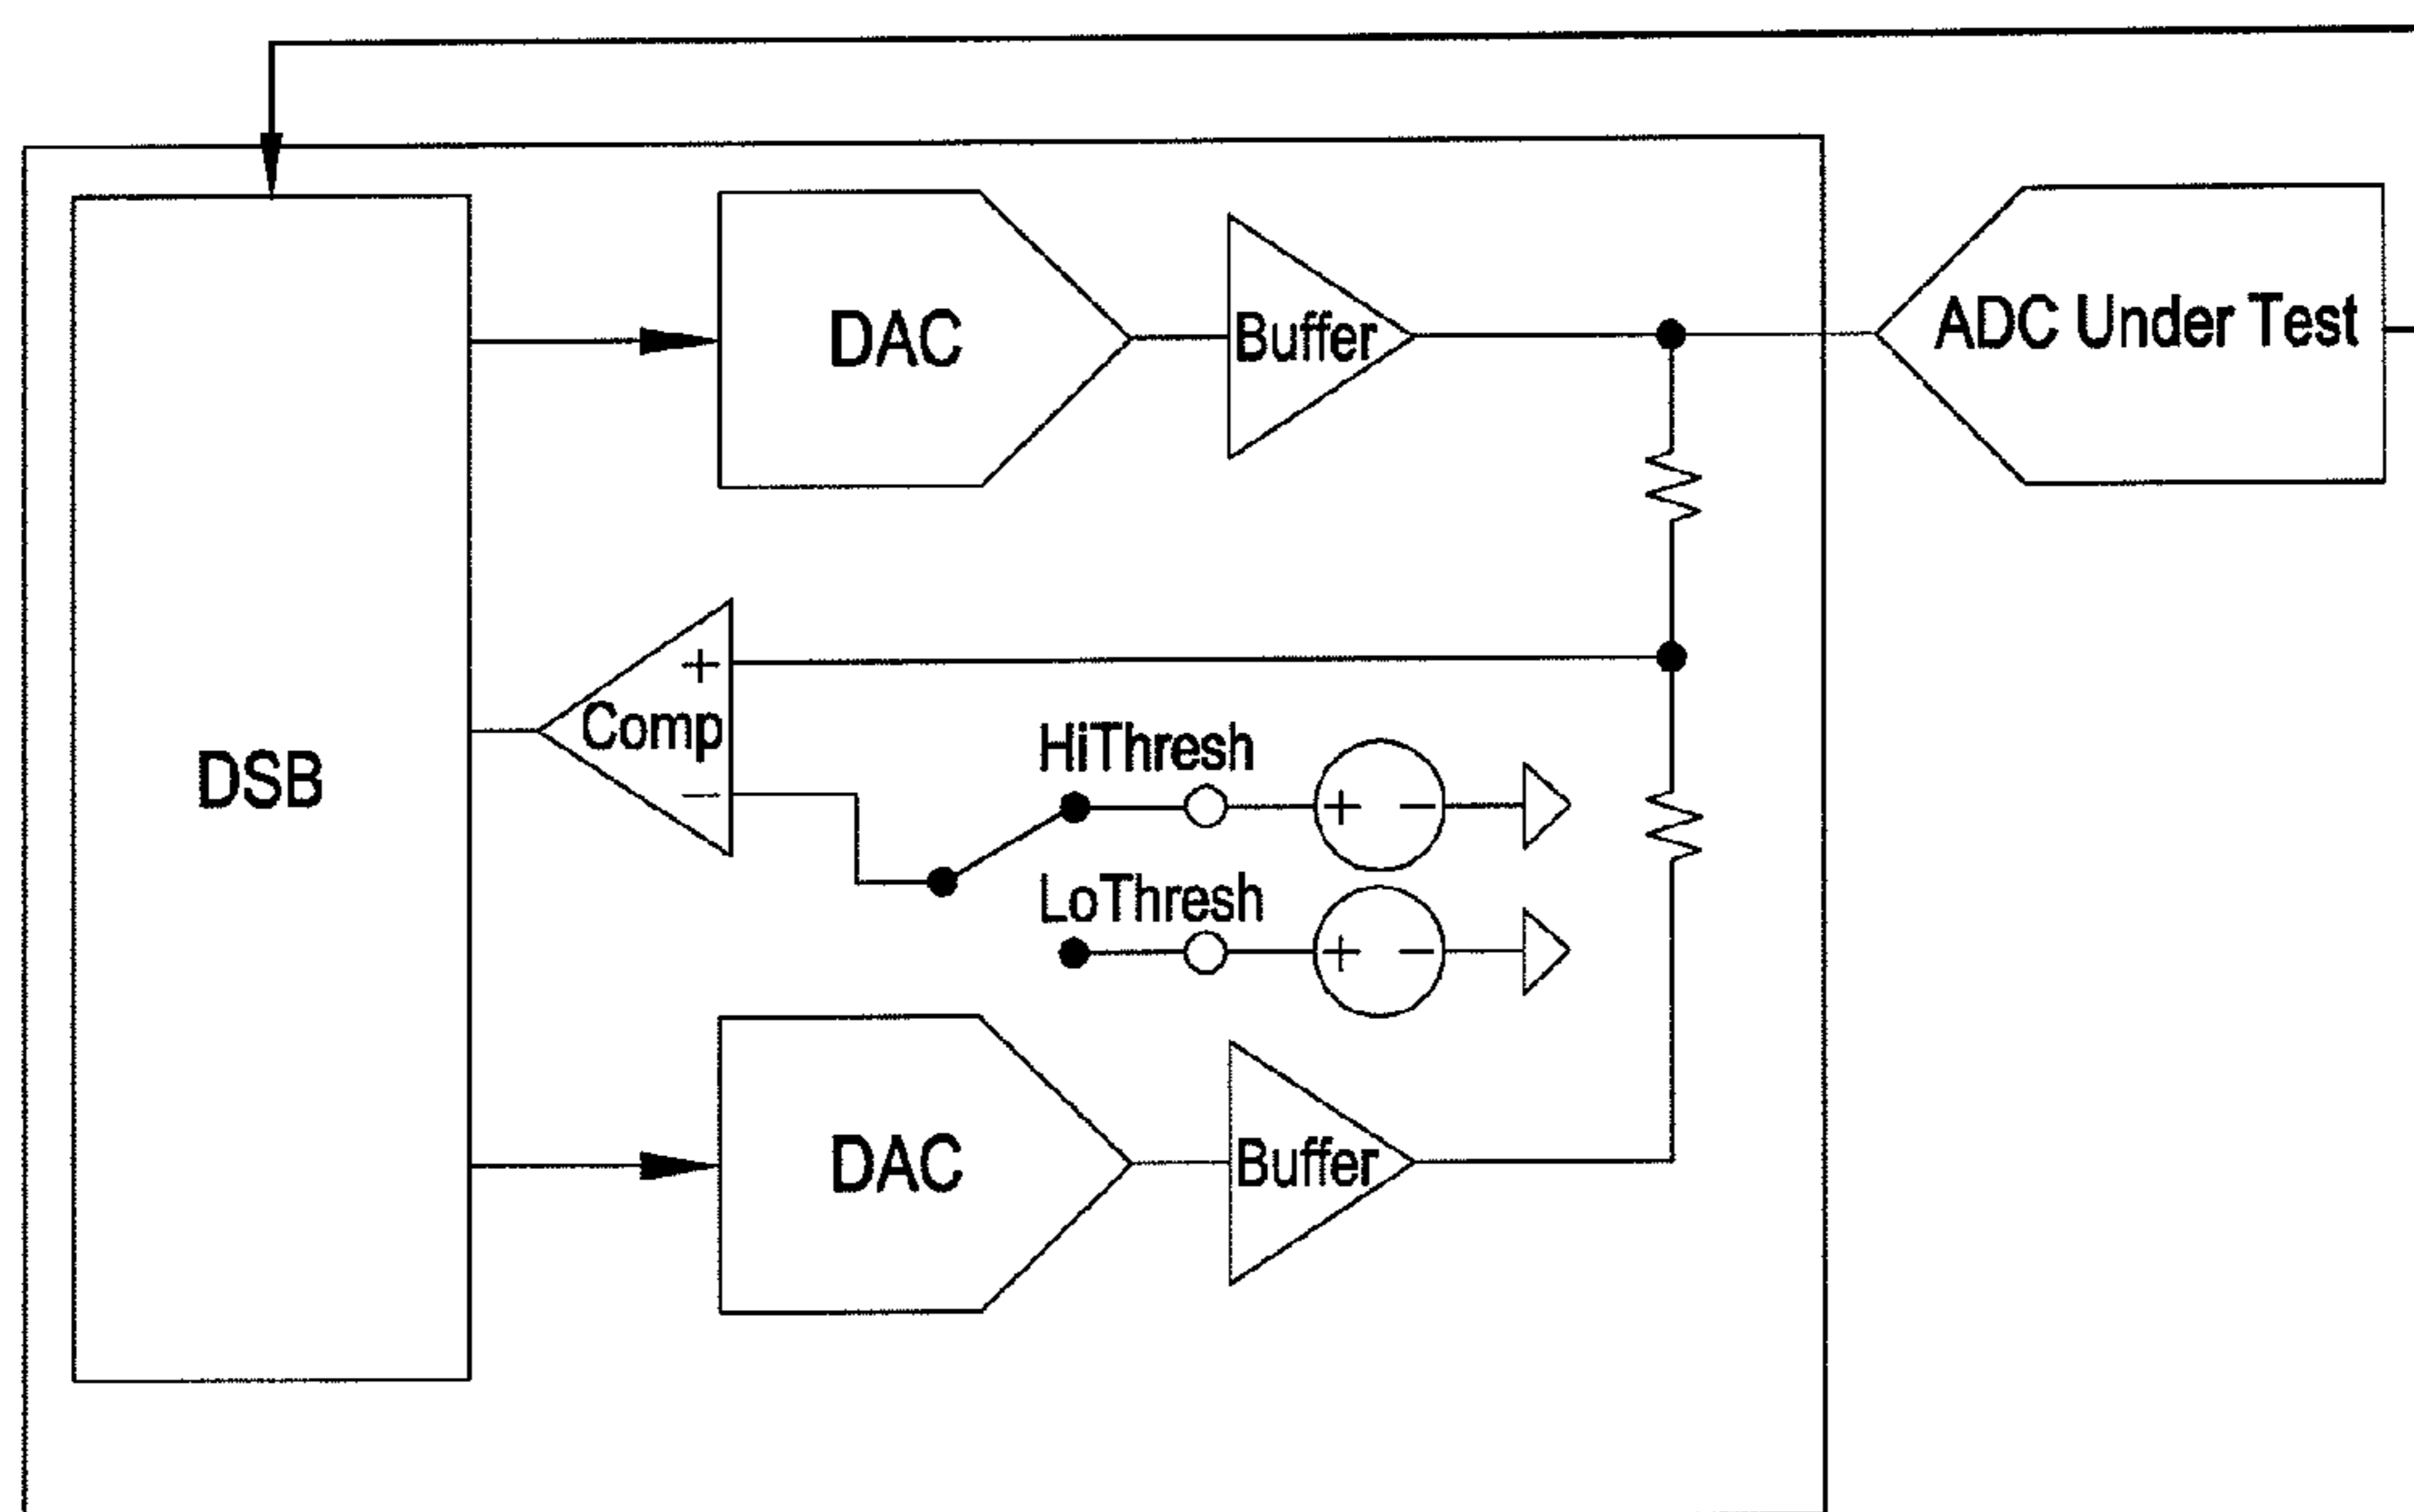 DAC
Buffer
ADC Under Test
+
Comp
−
HiThresh
+ −
DSB
LoThresh
+ −
DAC
Buffer